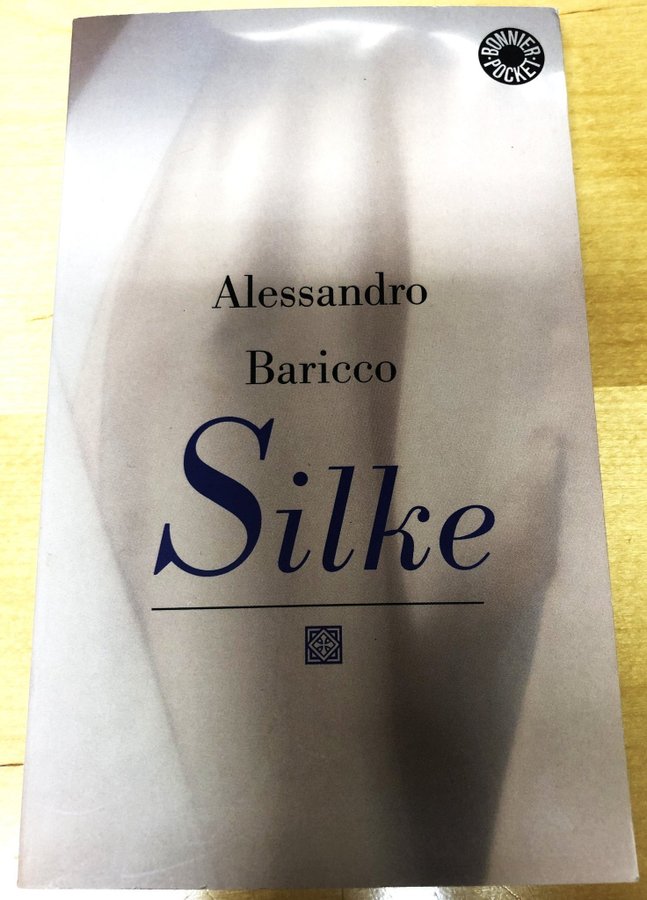 ·BONNIER·
POCKET
Alessandro
Baricco
Silke